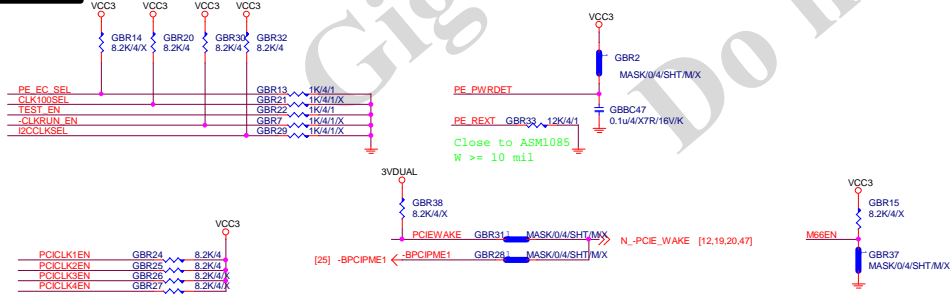 VCC3 VCC3 VCC3 VCC3
GBR14 GBR20 GBR30 GBR32
8.2K/4/X 8.2K/4 8.2K/4 8.2K/4
PE_EC_SEL GBR13 1K/4/1
CLK100SEL GBR21 1K/4/1/X
TEST_EN GBR22 1K/4/1
-CLKRUN_EN GBR7 1K/4/1/X
I2CCLKSEL GBR29 1K/4/1/X
VCC3
GBR2
MASK/0/4/SHT/M/X
PE_PWRDET
GBBC47
0.1u/4/X7R/16V/K
PE_REXT GBR33 12K/4/1
Close to ASM1085
W >= 10 mil
Gig
Do n
3VDUAL
GBR38
8.2K/4/X
PCIEWAKE GBR31 MASK/0/4/SHT/M/X N_-PCIE_WAKE [12,19,20,47]
[25] -BPCIPME1 -BPCIPME1 GBR28 MASK/0/4/SHT/M/X
VCC3
PCICLK1EN GBR24 8.2K/4
PCICLK2EN GBR25 8.2K/4
PCICLK3EN GBR26 8.2K/4/X
PCICLK4EN GBR27 8.2K/4/X
VCC3
GBR15
8.2K/4/X
M66EN
GBR37
MASK/0/4/SHT/M/X